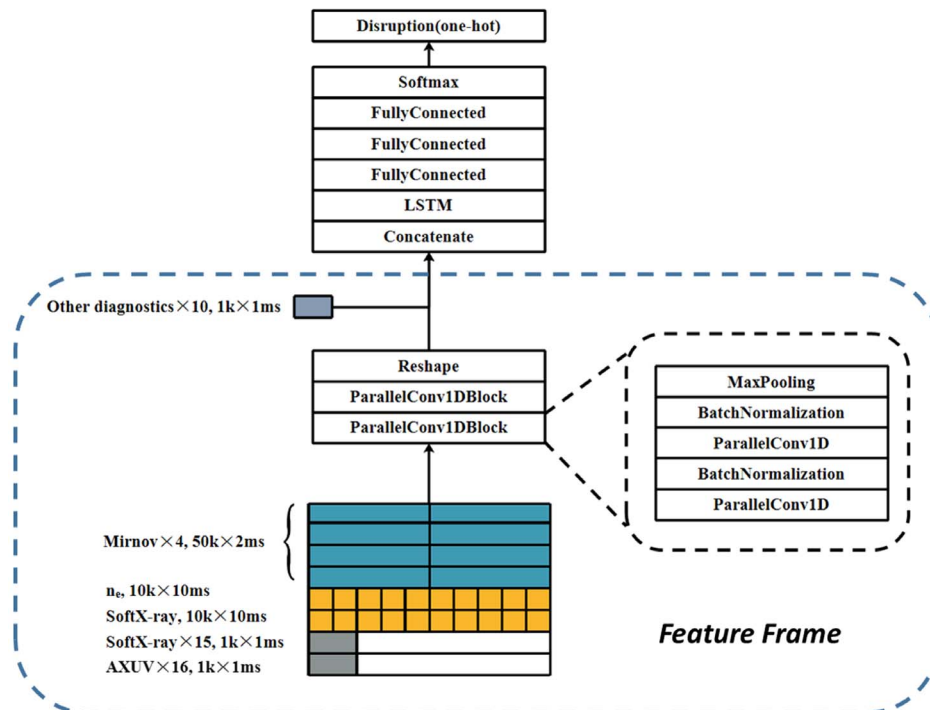 Disruption(one-hot)
Softmax
FullyConnected
FullyConnected
FullyConnected
LSTM
Concatenate
Other diagnostics×10, 1k×1ms
Reshape
ParallelConv1DBlock
ParallelConv1DBlock
MaxPooling
BatchNormalization
ParallelConv1D
BatchNormalization
ParallelConv1D
Mirnov×4, 50k×2ms
nₑ, 10k×10ms
SoftX-ray, 10k×10ms
SoftX-ray×15, 1k×1ms
AXUV×16, 1k×1ms
Feature Frame